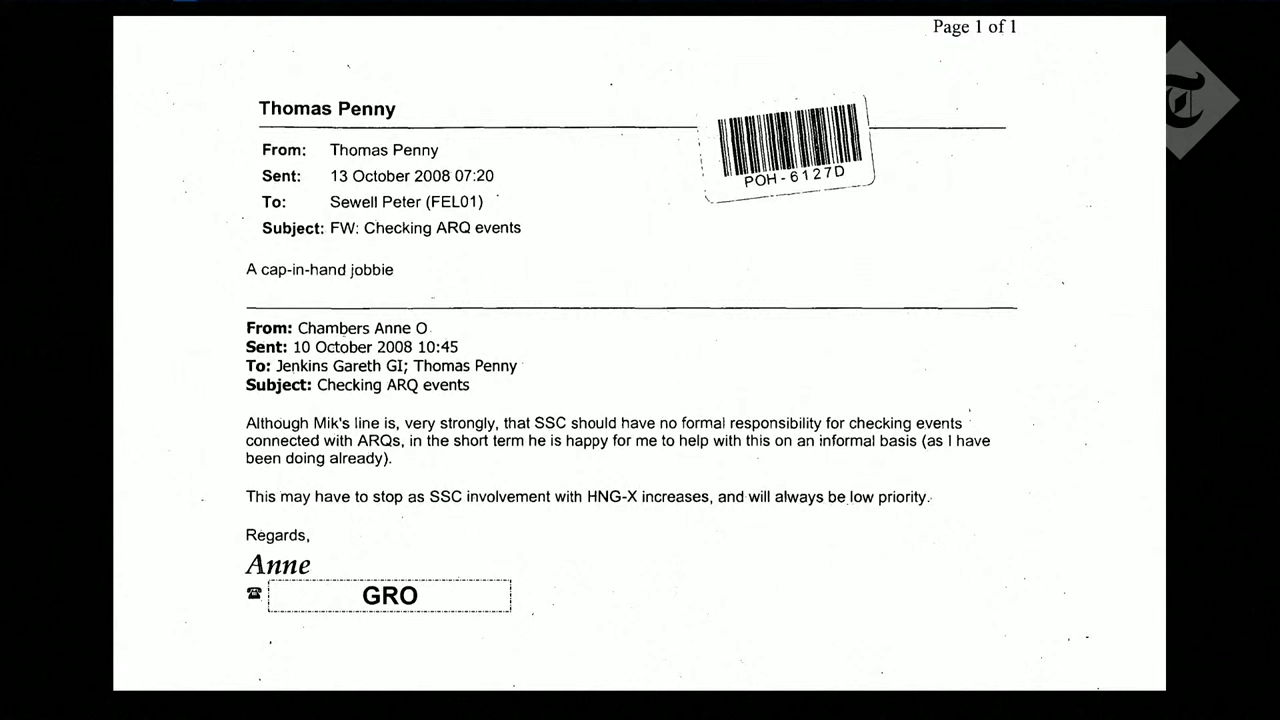 Page 1 of 1
Thomas Penny
POH-6127D
From: Thomas Penny
Sent: 13 October 2008 07:20
To: Sewell Peter (FEL01)
Subject: FW: Checking ARQ events
A cap-in-hand jobbie
From: Chambers Anne O
Sent: 10 October 2008 10:45
To: Jenkins Gareth GI; Thomas Penny
Subject: Checking ARQ events
Although Mik's line is, very strongly, that SSC should have no formal responsibility for checking events
connected with ARQs, in the short term he is happy for me to help with this on an informal basis (as I have
been doing already).
This may have to stop as SSC involvement with HNG-X increases, and will always be low priority.
Regards,
Anne
GRO
T